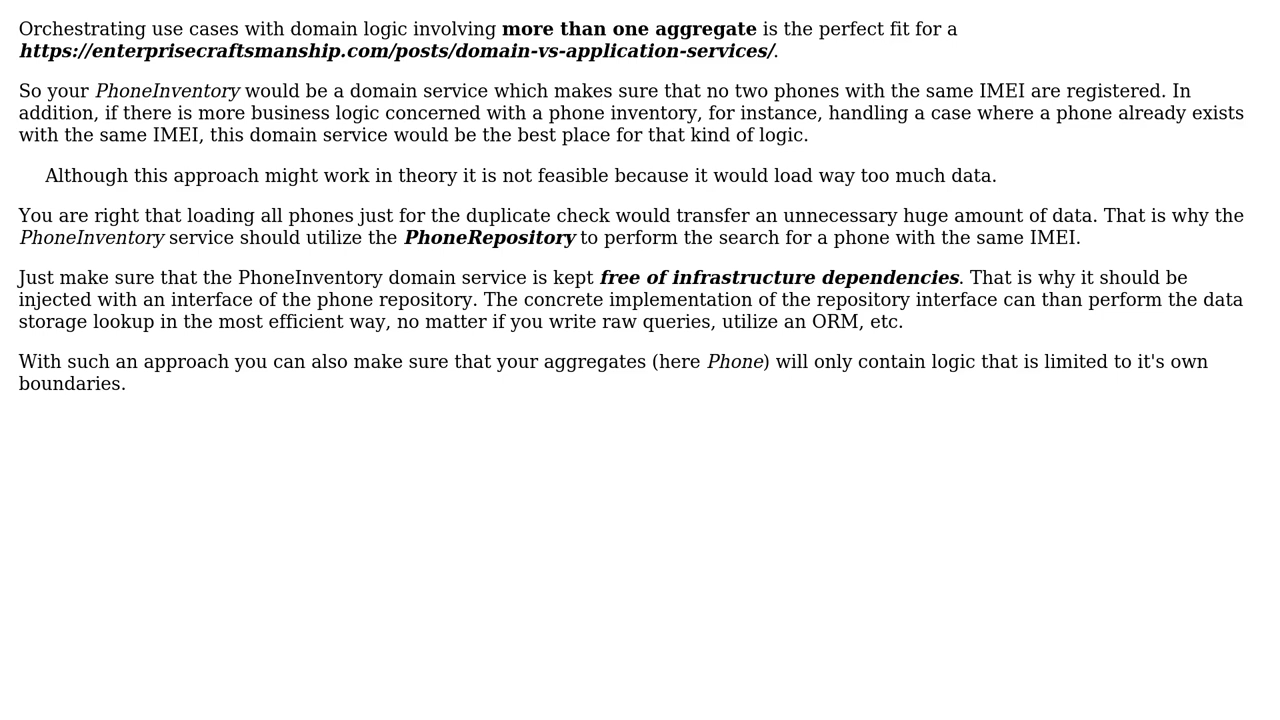 Orchestrating use cases with domain logic involving more than one aggregate is the perfect fit for a
https://enterprisecraftsmanship.com/posts/domain-vs-application-services/.
So your PhoneInventory would be a domain service which makes sure that no two phones with the same IMEI are registered. In
addition, if there is more business logic concerned with a phone inventory, for instance, handling a case where a phone already exists
with the same IMEI, this domain service would be the best place for that kind of logic.
Although this approach might work in theory it is not feasible because it would load way too much data.
You are right that loading all phones just for the duplicate check would transfer an unnecessary huge amount of data. That is why the
PhoneInventory service should utilize the PhoneRepository to perform the search for a phone with the same IMEI.
Just make sure that the PhoneInventory domain service is kept free of infrastructure dependencies. That is why it should be
injected with an interface of the phone repository. The concrete implementation of the repository interface can than perform the data
storage lookup in the most efficient way, no matter if you write raw queries, utilize an ORM, etc.
With such an approach you can also make sure that your aggregates (here Phone) will only contain logic that is limited to it's own
boundaries.